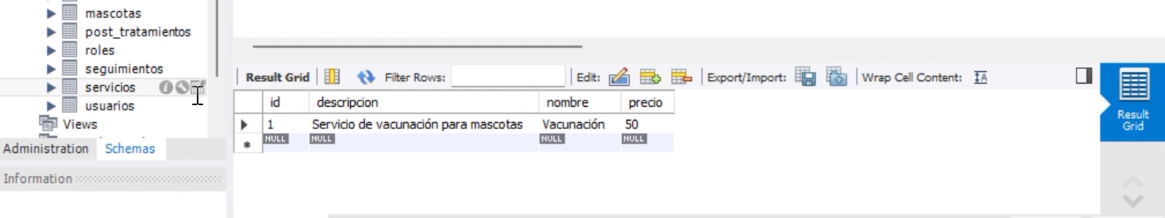 mascotas
post_tratamientos
roles
seguimientos
servicios
usuarios
Views
Administration Schemas
Information
Result Grid Filter Rows: Edit: Export/Import: Wrap Cell Content: IA
id descripcion nombre precio
1 Servicio de vacunación para mascotas Vacunación 50
NULL NULL NULL NULL
Result
Grid